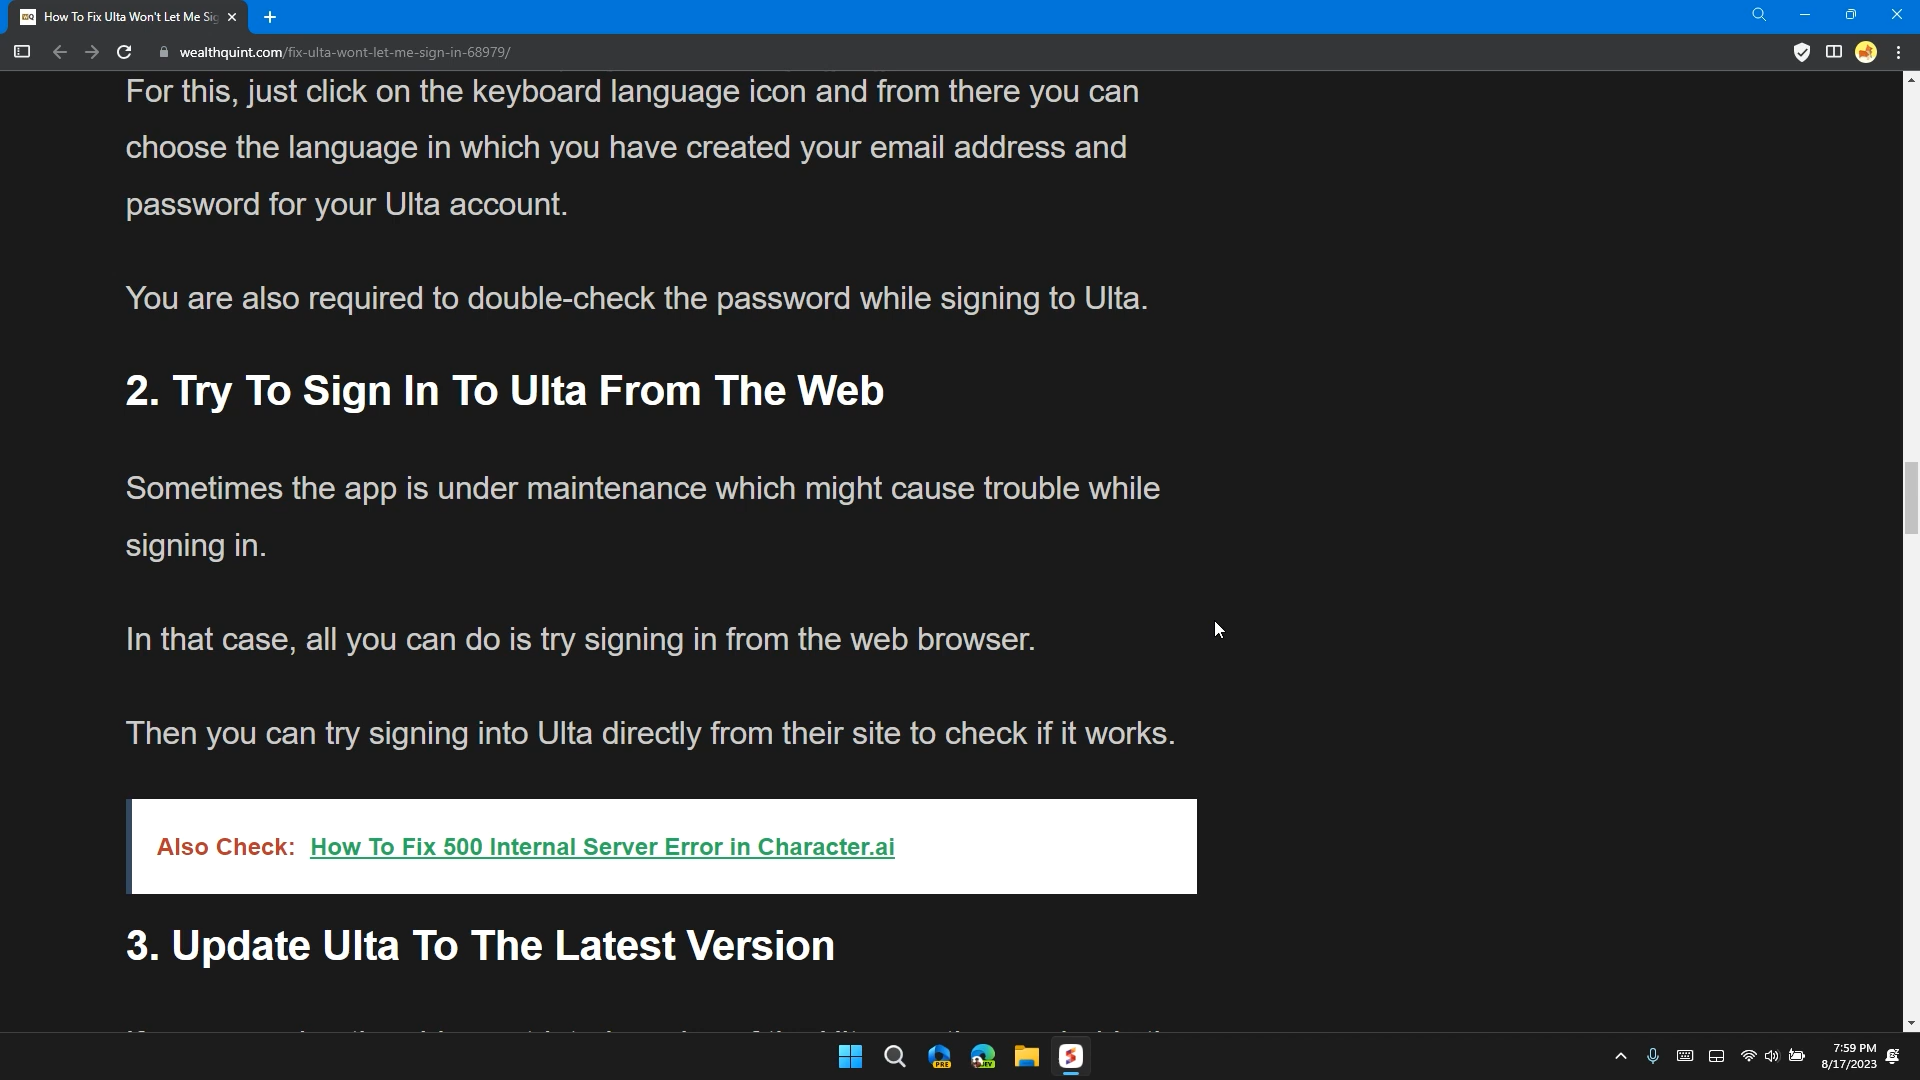 How To Fix Ulta Won't Let Me Sig
wealthquint.com/fix-ulta-wont-let-me-sign-in-68979/
For this, just click on the keyboard language icon and from there you can
choose the language in which you have created your email address and
password for your Ulta account.
You are also required to double-check the password while signing to Ulta.
2. Try To Sign In To Ulta From The Web
Sometimes the app is under maintenance which might cause trouble while
signing in.
In that case, all you can do is try signing in from the web browser.
Then you can try signing into Ulta directly from their site to check if it works.
Also Check: How To Fix 500 Internal Server Error in Character.ai
3. Update Ulta To The Latest Version
PRE
7:59 PM
8/17/2023